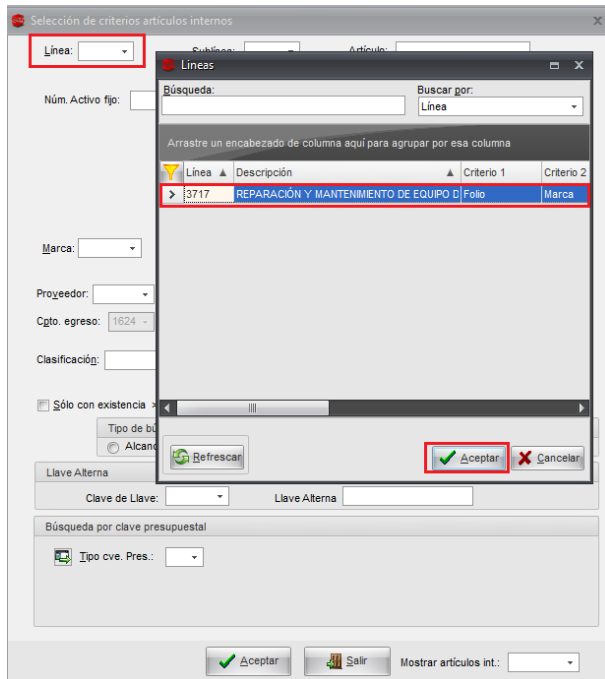 Selección de criterios artículos internos
Línea:
Sublínea:
Artículo:
Lineas
Búsqueda:
Buscar por:
Línea
Núm. Activo fijo:
Arrastre un encabezado de columna aquí para agrupar por esa columna
Línea Descripción Criterio 1 Criterio 2
3717 REPARACIÓN Y MANTENIMIENTO DE EQUIPO D Folio Marca
Marca:
Proveedor:
Cpto. egreso: 1624
Clasificación:
Sólo con existencia
Tipo de bú
Alcanc
Refrescar
Aceptar
Cancelar
Llave Alterna
Clave de Llave:
Llave Alterna
Búsqueda por clave presupuestal
Tipo cve. Pres.:
Aceptar
Salir
Mostrar artículos int.: